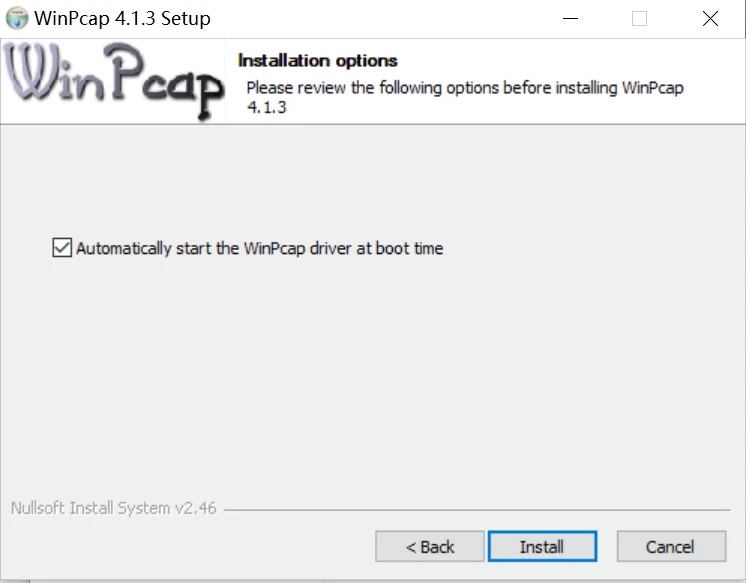 WinPcap 4.1.3 Setup
WinPcap
Installation options
Please review the following options before installing WinPcap
4.1.3
Automatically start the WinPcap driver at boot time
Nullsoft Install System v2.46
< Back
Install
Cancel